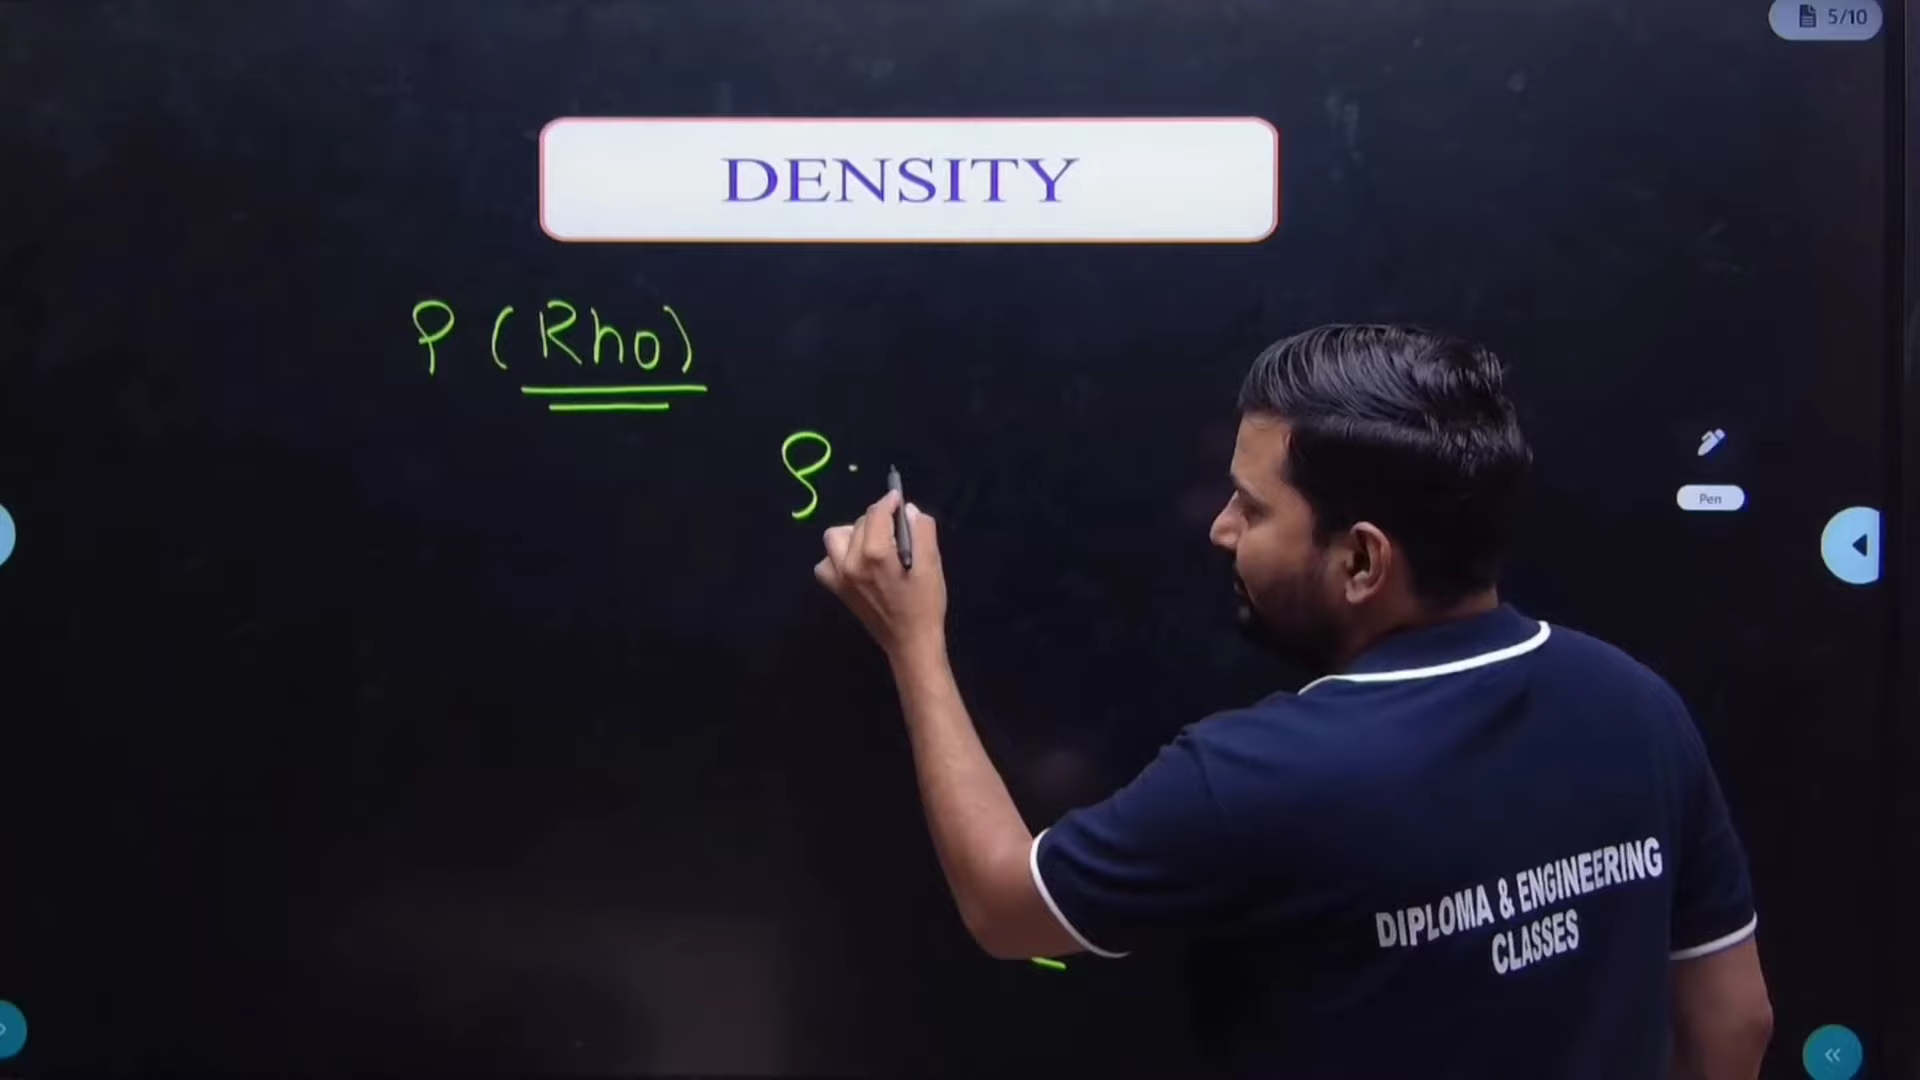 5/10
DENSITY
ρ (Rho)
ρ
Pen
DIPLOMA & ENGINEERING
CLASSES